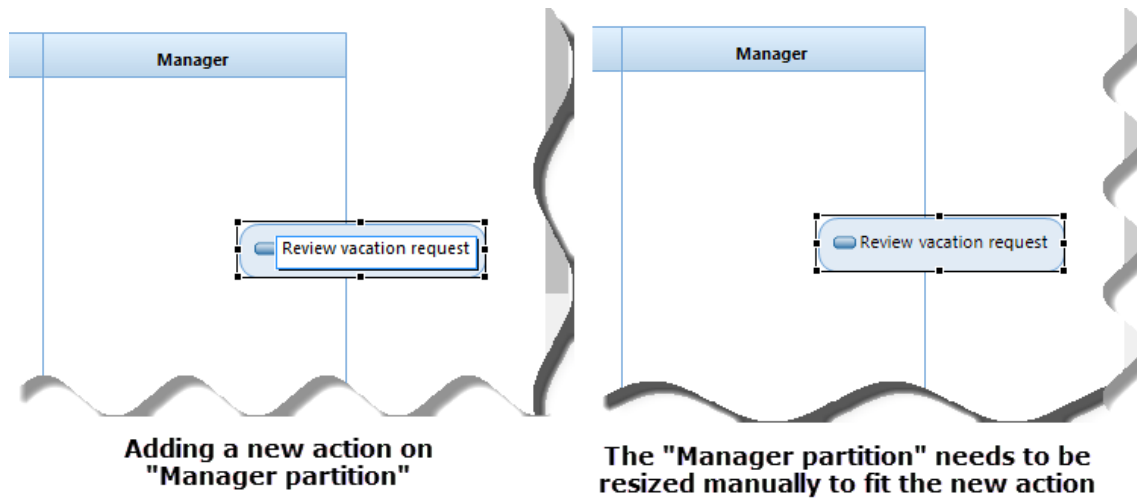 Manager
Review vacation request
Adding a new action on
"Manager partition"
Manager
Review vacation request
The "Manager partition" needs to be
resized manually to fit the new action